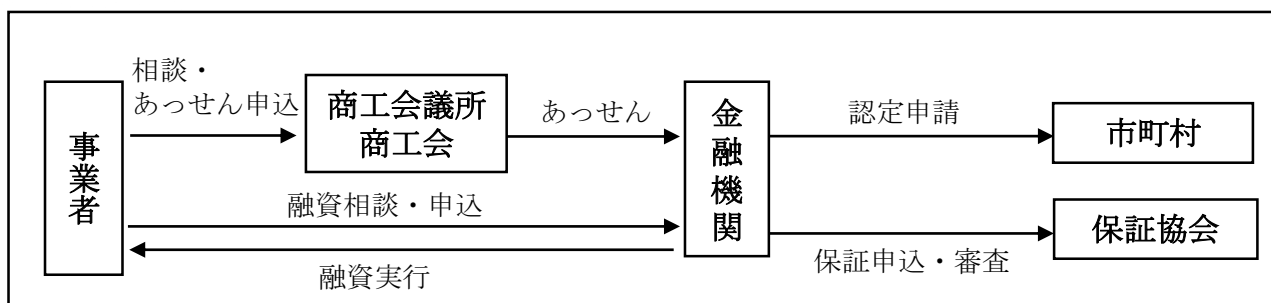 相談・
あっせん申込
事業者
商工会議所
商工会
あっせん
金融機関
認定申請
市町村
融資相談・申込
融資実行
保証協会
保証申込・審査